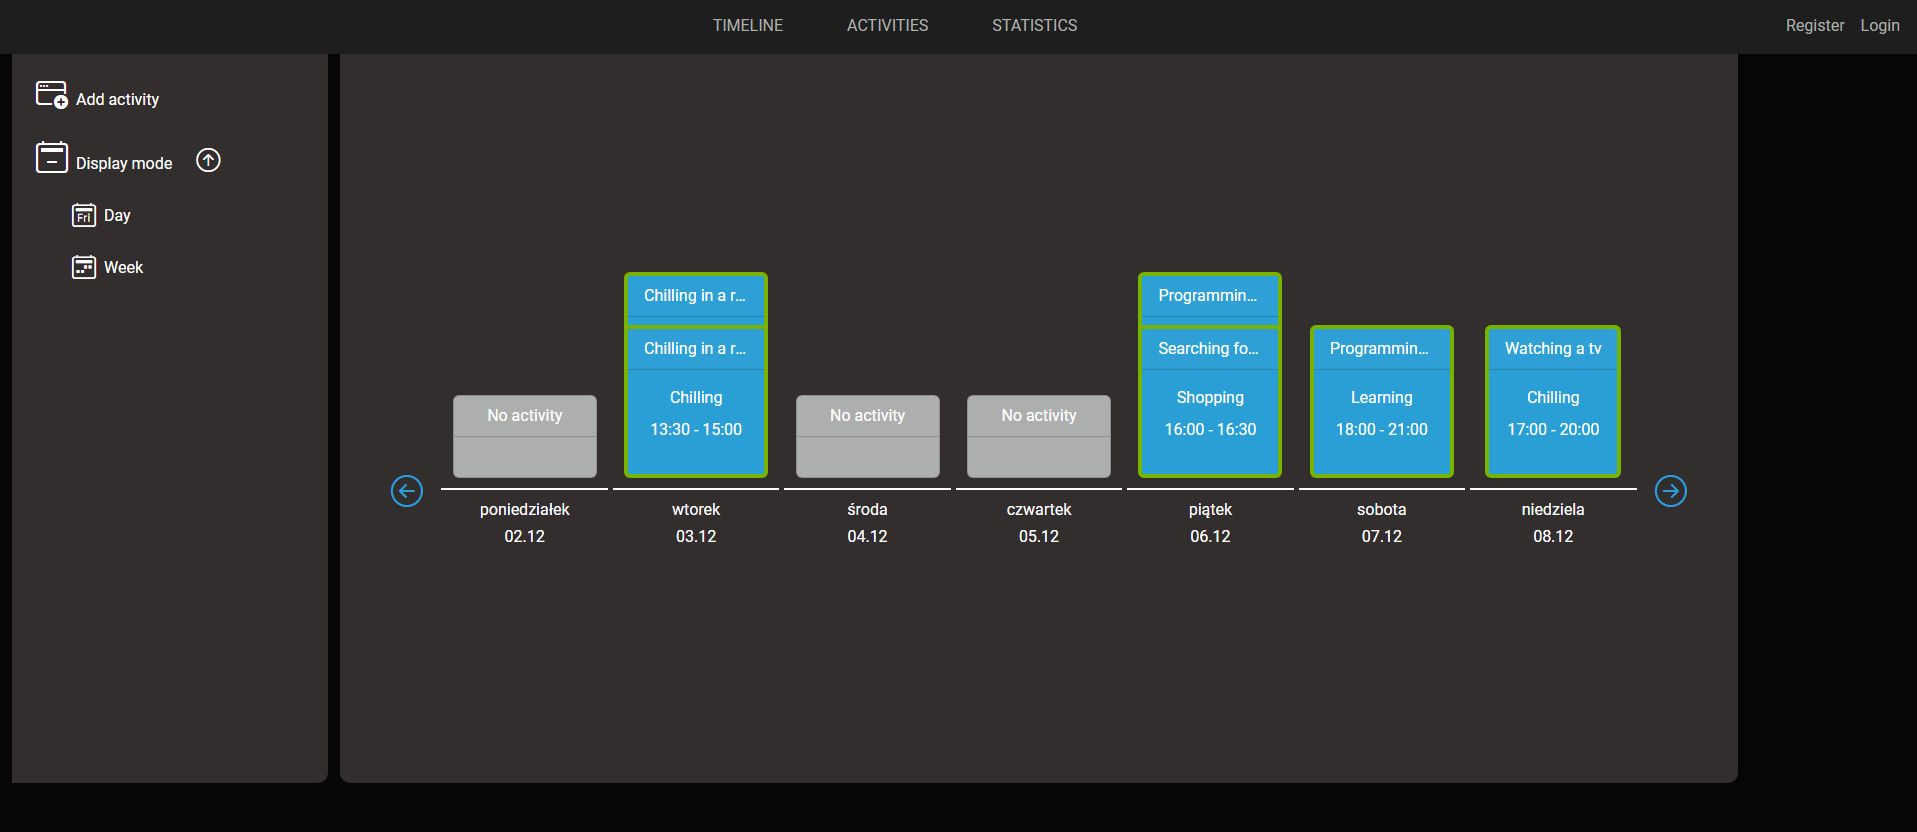 TIMELINE ACTIVITIES STATISTICS Register Login
Add activity
Display mode
Fri Day
Week
No activity
poniedziałek
02.12
Chilling in a r...
Chilling in a r...
Chilling
13:30 - 15:00
wtorek
03.12
No activity
środa
04.12
No activity
czwartek
05.12
Programmin...
Searching fo...
Shopping
16:00 - 16:30
piątek
06.12
Programmin...
Learning
18:00 - 21:00
sobota
07.12
Watching a tv
Chilling
17:00 - 20:00
niedziela
08.12